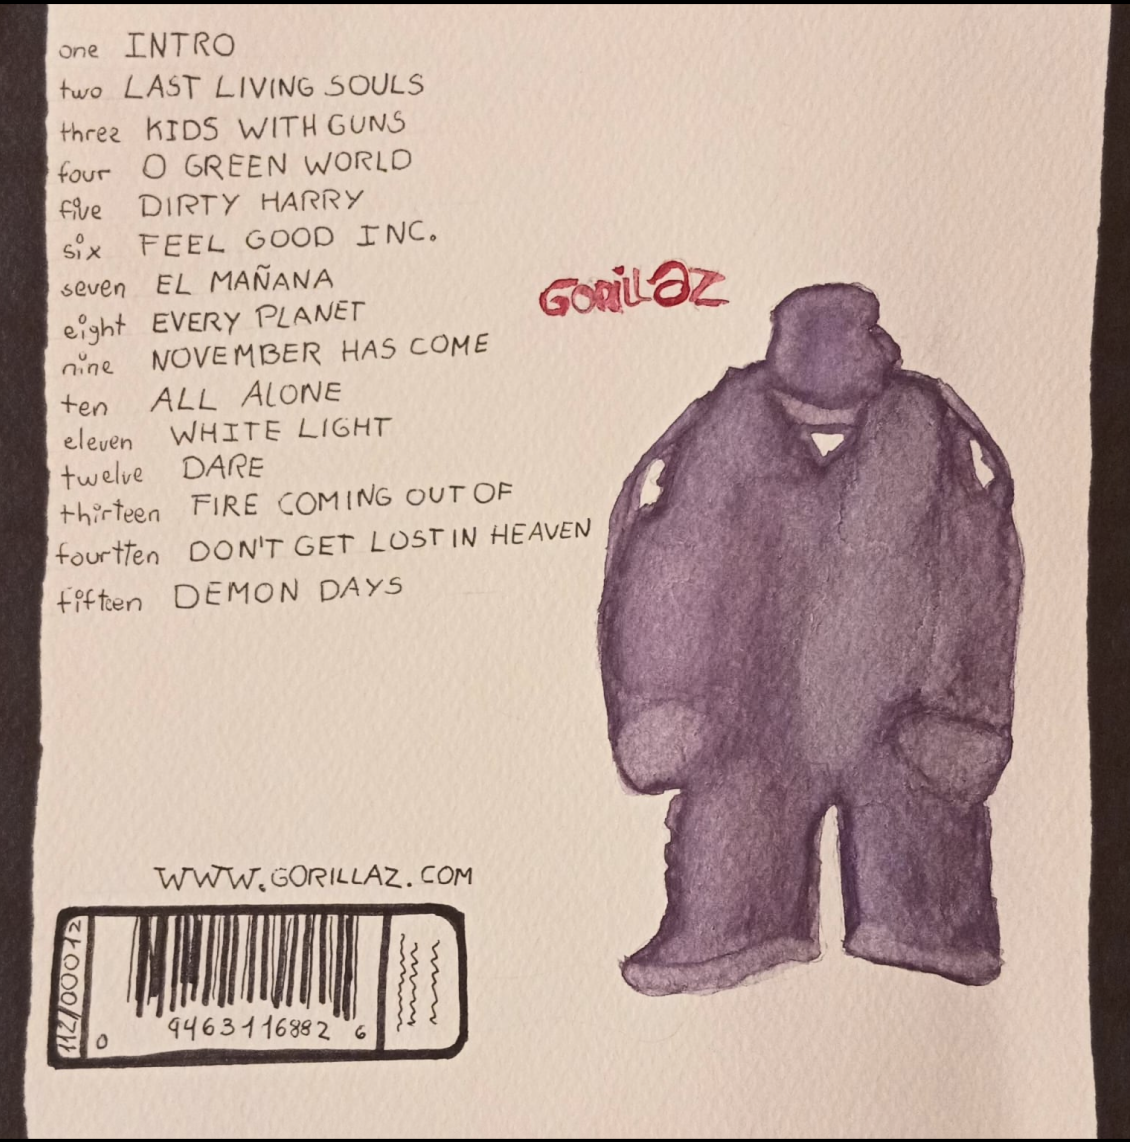 one INTRO
two LAST LIVING SOULS
three KIDS WITH GUNS
four O GREEN WORLD
five DIRTY HARRY
six FEEL GOOD INC.
seven EL MAÑANA
eight EVERY PLANET
nine NOVEMBER HAS COME
ten ALL ALONE
eleven WHITE LIGHT
twelve DARE
thirteen FIRE COMING OUT OF
fourtten DON'T GET LOST IN HEAVEN
fifteen DEMON DAYS
GORILLAZ
WWW.GORILLAZ.COM
112/000012
0 9463116882 6